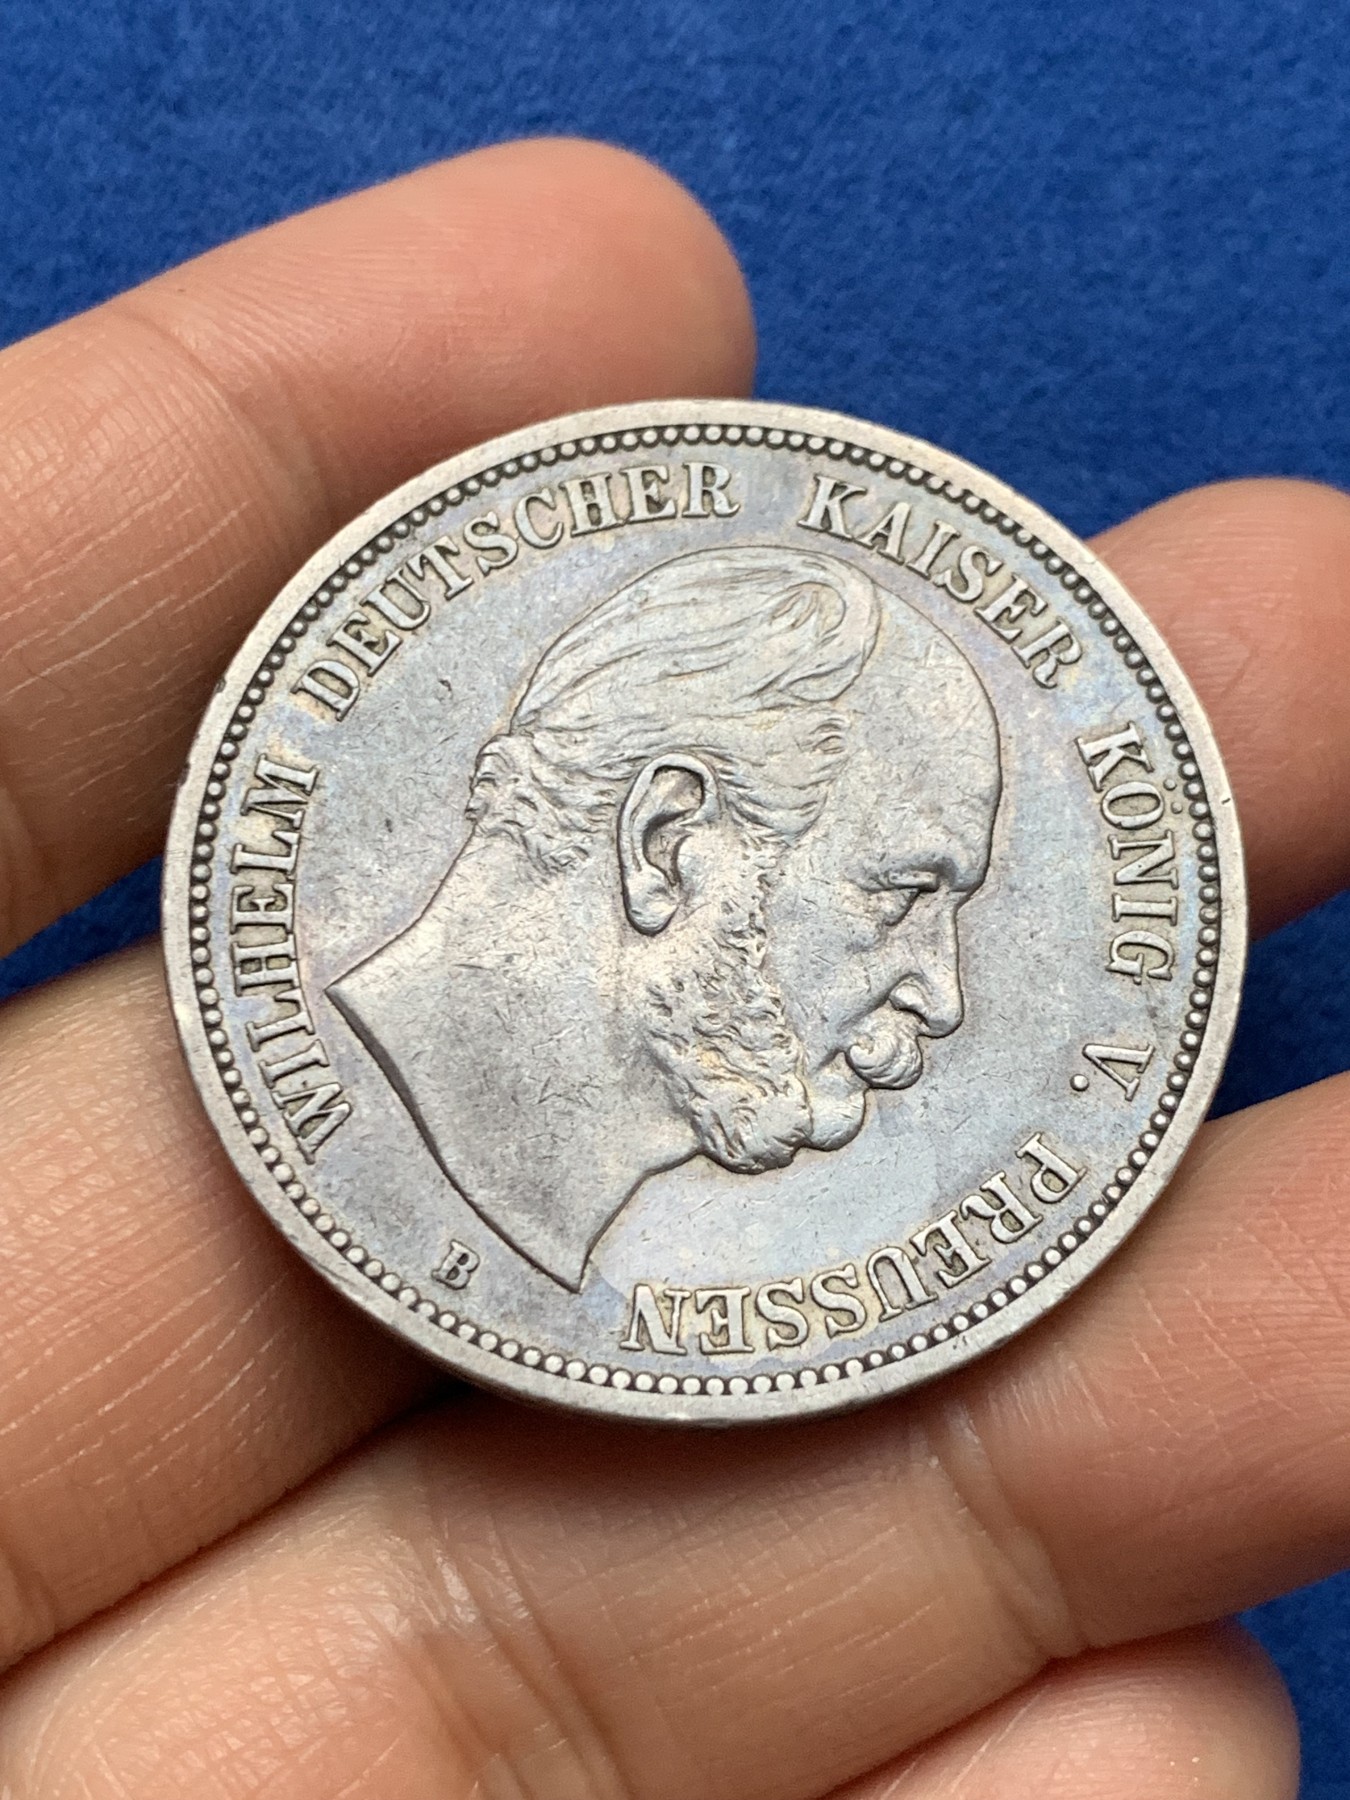 WILHELM DEUTSCHER KAISER KÖNIG V. PREUSSEN
B